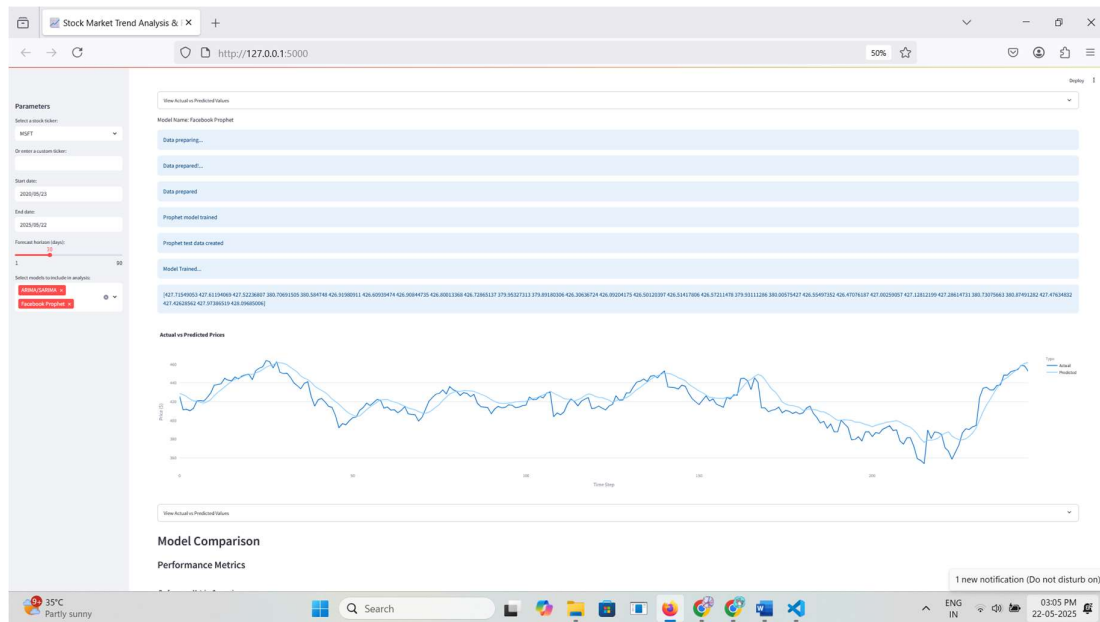 Stock Market Trend Analysis &
http://127.0.0.1:5000
50%
Deploy
Parameters
Select a stock ticker:
MSFT
Or enter a custom ticker:
Start date:
2020/05/23
End date:
2025/05/22
Forecast horizon (days):
30
1 90
Select models to include in analysis:
ARIMA/SARIMA ×
Facebook Prophet ×
View Actual vs Predicted Values
Model Name: Facebook Prophet
Data preparing...
Data prepared!...
Data prepared
Prophet model trained
Prophet test data created
Model Trained...
Actual vs Predicted Prices
Type
Actual
Predicted
Price ($)
Time Step
View Actual vs Predicted Values
Model Comparison
Performance Metrics
1 new notification (Do not disturb on)
9+
35°C
Partly sunny
Search
ENG
IN
03:05 PM
22-05-2025